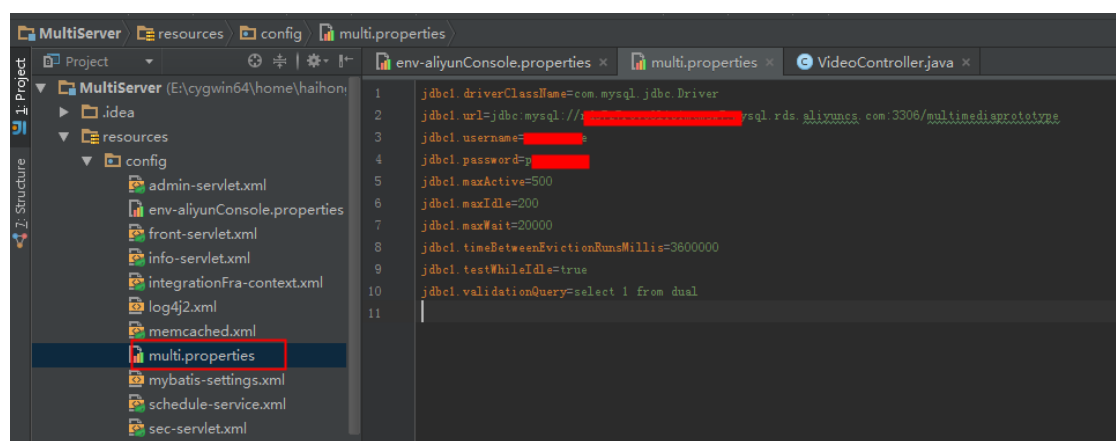 MultiServer resources config multi.properties
Project
env-aliyunConsole.properties × multi.properties × VideoController.java ×
1: Project
7: Structure
MultiServer (E:\cygwin64\home\haihon
.idea
resources
config
admin-servlet.xml
env-aliyunConsole.properties
front-servlet.xml
info-servlet.xml
integrationFra-context.xml
log4j2.xml
memcached.xml
multi.properties
mybatis-settings.xml
schedule-service.xml
sec-servlet.xml
1 jdbc1.driverClassName=com.mysql.jdbc.Driver
2 jdbc1.url=jdbc:mysql://r ysql.rds.aliyuncs.com:3306/multimediaprototype
3 jdbc1.username= e
4 jdbc1.password=p
5 jdbc1.maxActive=500
6 jdbc1.maxIdle=200
7 jdbc1.maxWait=20000
8 jdbc1.timeBetweenEvictionRunsMillis=3600000
9 jdbc1.testWhileIdle=true
10 jdbc1.validationQuery=select 1 from dual
11